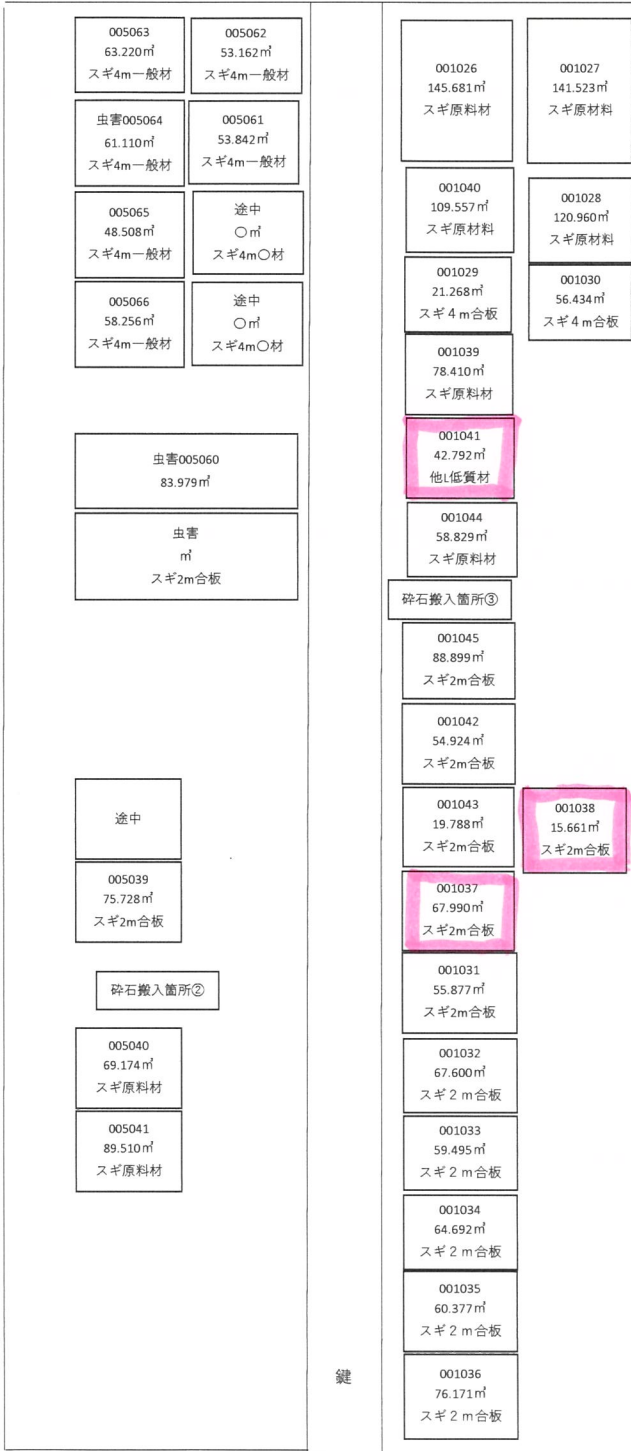 005063
63.220㎥
スギ4m一般材
005062
53.162㎥
スギ4m一般材
虫害005064
61.110㎥
スギ4m一般材
005061
53.842㎥
スギ4m一般材
005065
48.508㎥
スギ4m一般材
途中
〇㎥
スギ4m〇材
005066
58.256㎥
スギ4m一般材
途中
〇㎥
スギ4m〇材
虫害005060
83.979㎥
虫害
㎥
スギ2m合板
途中
005039
75.728㎥
スギ2m合板
砕石搬入箇所②
005040
69.174㎥
スギ原料材
005041
89.510㎥
スギ原料材
鍵
001026
145.681㎥
スギ原料材
001027
141.523㎥
スギ原材料
001040
109.557㎥
スギ原材料
001028
120.960㎥
スギ原材料
001029
21.268㎥
スギ４ｍ合板
001030
56.434㎥
スギ４ｍ合板
001039
78.410㎥
スギ原料材
001041
42.792㎥
他L低質材
001044
58.829㎥
スギ原料材
砕石搬入箇所③
001045
88.899㎥
スギ2m合板
001042
54.924㎥
スギ2m合板
001043
19.788㎥
スギ2m合板
001038
15.661㎥
スギ2m合板
001037
67.990㎥
スギ2m合板
001031
55.877㎥
スギ2m合板
001032
67.600㎥
スギ２ｍ合板
001033
59.495㎥
スギ２ｍ合板
001034
64.692㎥
スギ２ｍ合板
001035
60.377㎥
スギ２ｍ合板
001036
76.171㎥
スギ２ｍ合板